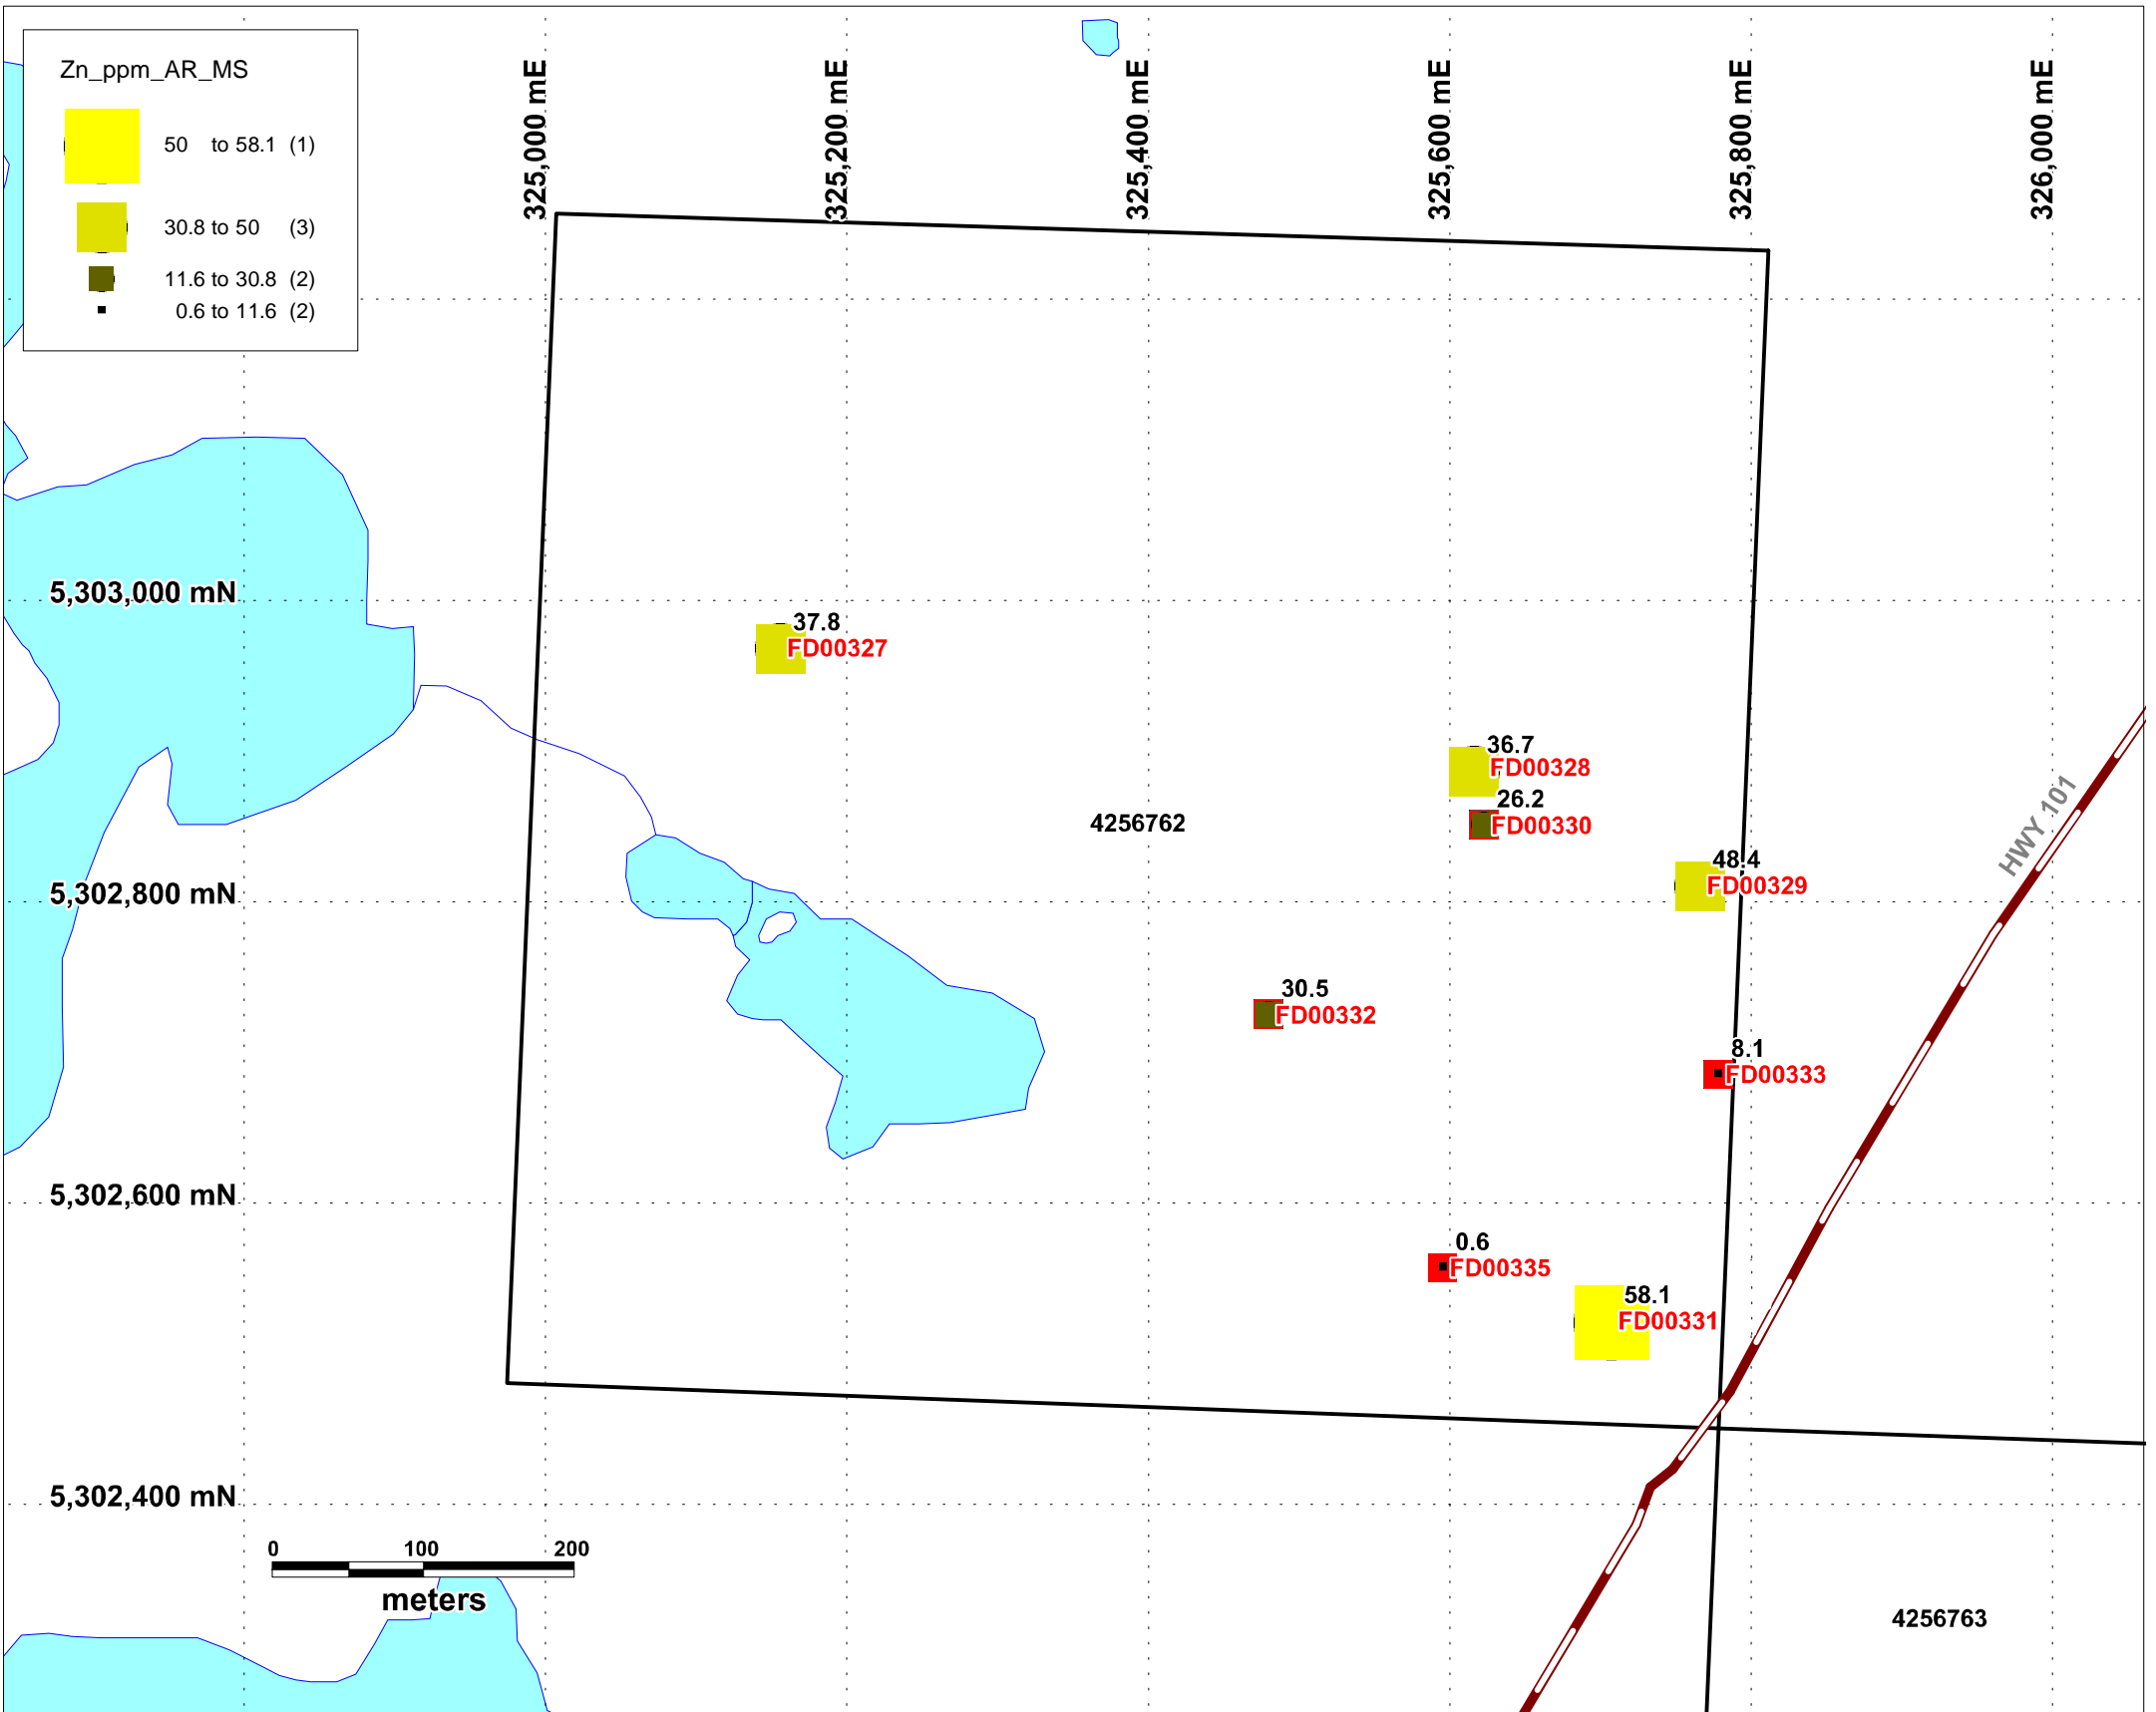 Zn_ppm_AR_MS
50 to 58.1 (1)
30.8 to 50 (3)
11.6 to 30.8 (2)
0.6 to 11.6 (2)
325,000 mE
325,200 mE
325,400 mE
325,600 mE
325,800 mE
326,000 mE
5,303,000 mN
37.8
FD00327
36.7
FD00328
26.2
FD00330
4256762
HWY 101
48.4
FD00329
5,302,800 mN
30.5
FD00332
8.1
FD00333
5,302,600 mN
0.6
FD00335
58.1
FD00331
5,302,400 mN
0 100 200
meters
4256763